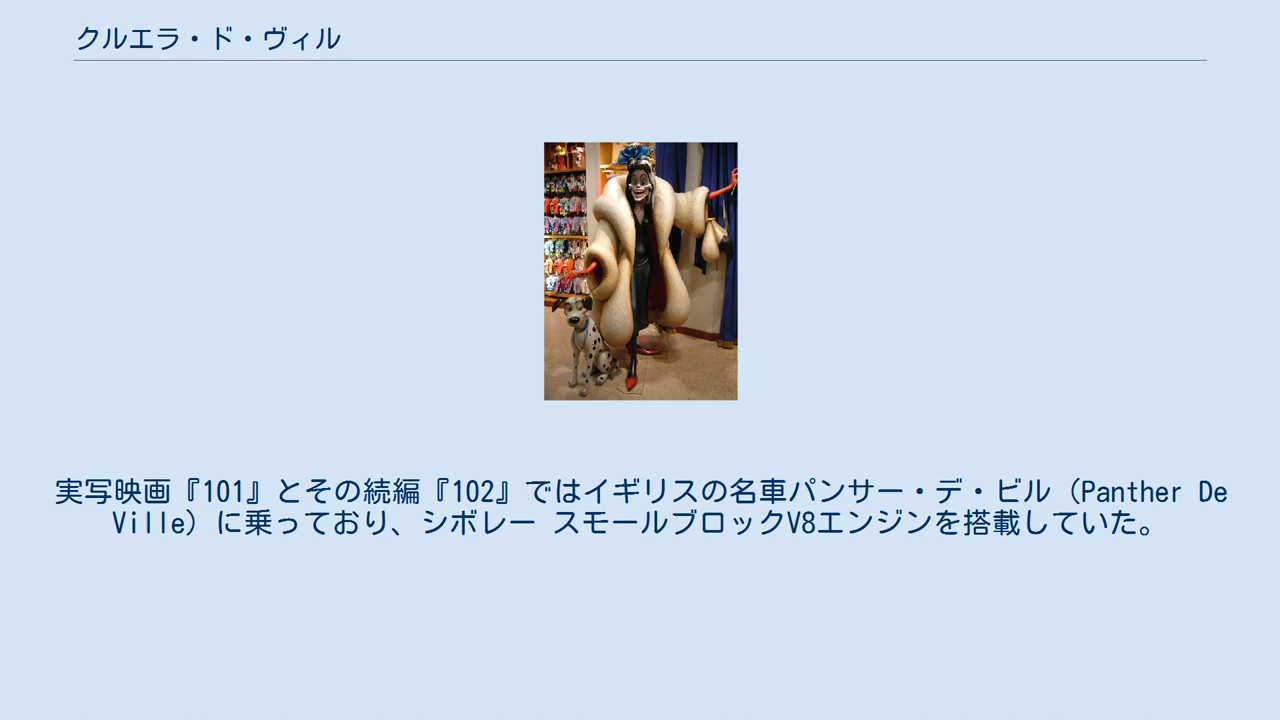 クルエラ・ド・ヴィル
実写映画『101』とその続編『102』ではイギリスの名車パンサー・デ・ビル（Panther De
Ville）に乗っており、シボレー スモールブロックV8エンジンを搭載していた。